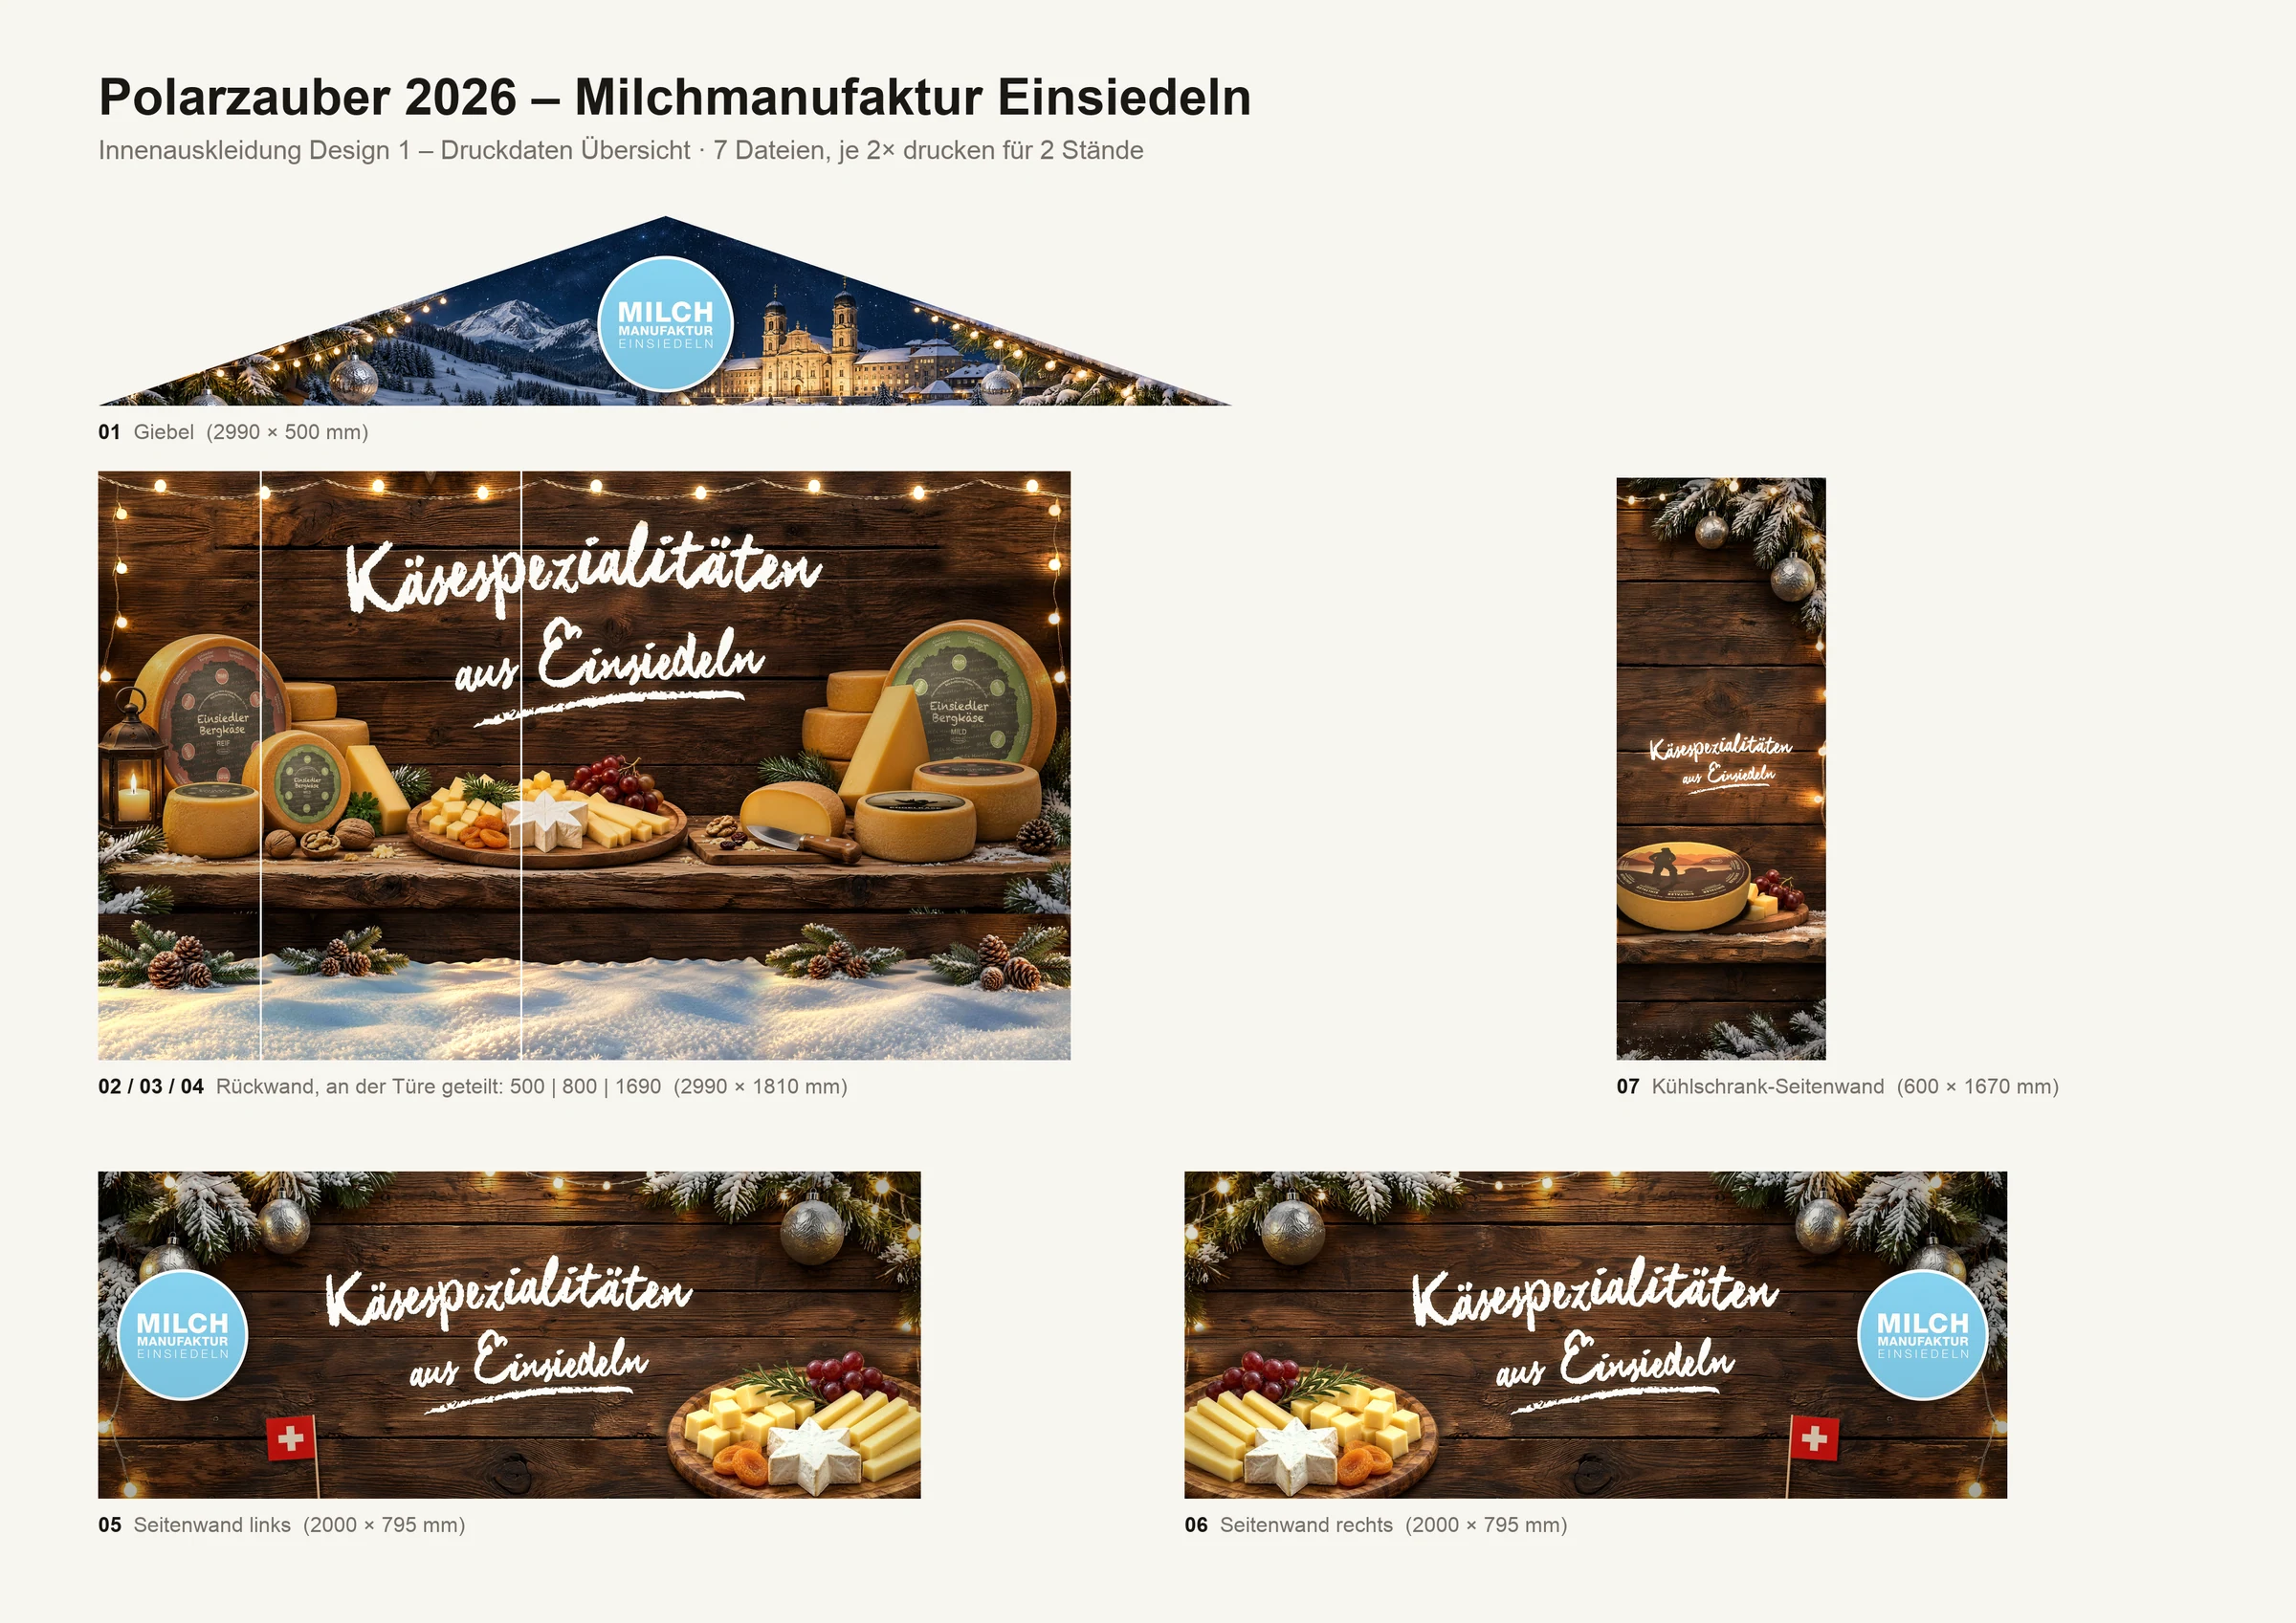 Polarzauber 2026 – Milchmanufaktur Einsiedeln
Innenauskleidung Design 1 – Druckdaten Übersicht · 7 Dateien, je 2× drucken für 2 Stände
MILCH
MANUFAKTUR
EINSIEDELN
01 Giebel (2990 × 500 mm)
Käsespezialitäten
aus Einsiedeln
Einsiedler
Bergkäse
REIF
Einsiedler
Bergkäse
Einsiedler
Bergkäse
MILD
02 / 03 / 04 Rückwand, an der Türe geteilt: 500 | 800 | 1690 (2990 × 1810 mm)
Käsespezialitäten
aus Einsiedeln
07 Kühlschrank-Seitenwand (600 × 1670 mm)
MILCH
MANUFAKTUR
EINSIEDELN
Käsespezialitäten
aus Einsiedeln
05 Seitenwand links (2000 × 795 mm)
Käsespezialitäten
aus Einsiedeln
MILCH
MANUFAKTUR
EINSIEDELN
06 Seitenwand rechts (2000 × 795 mm)